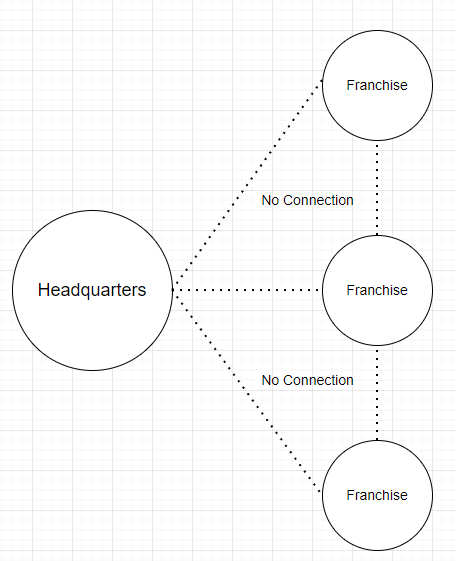 Franchise
No Connection
Headquarters
Franchise
No Connection
Franchise